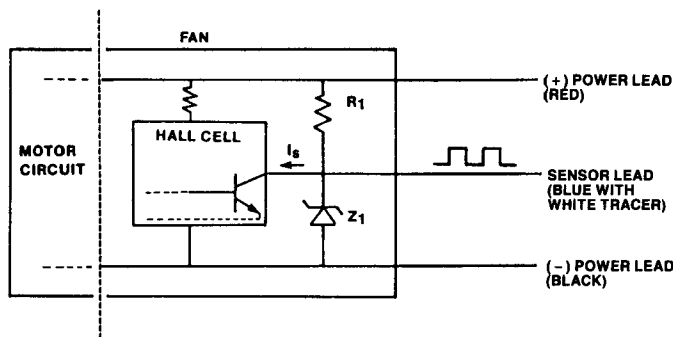 FAN
(+) POWER LEAD
(RED)
R1
HALL CELL
MOTOR
CIRCUIT
Is
SENSOR LEAD
(BLUE WITH
WHITE TRACER)
Z1
(-) POWER LEAD
(BLACK)